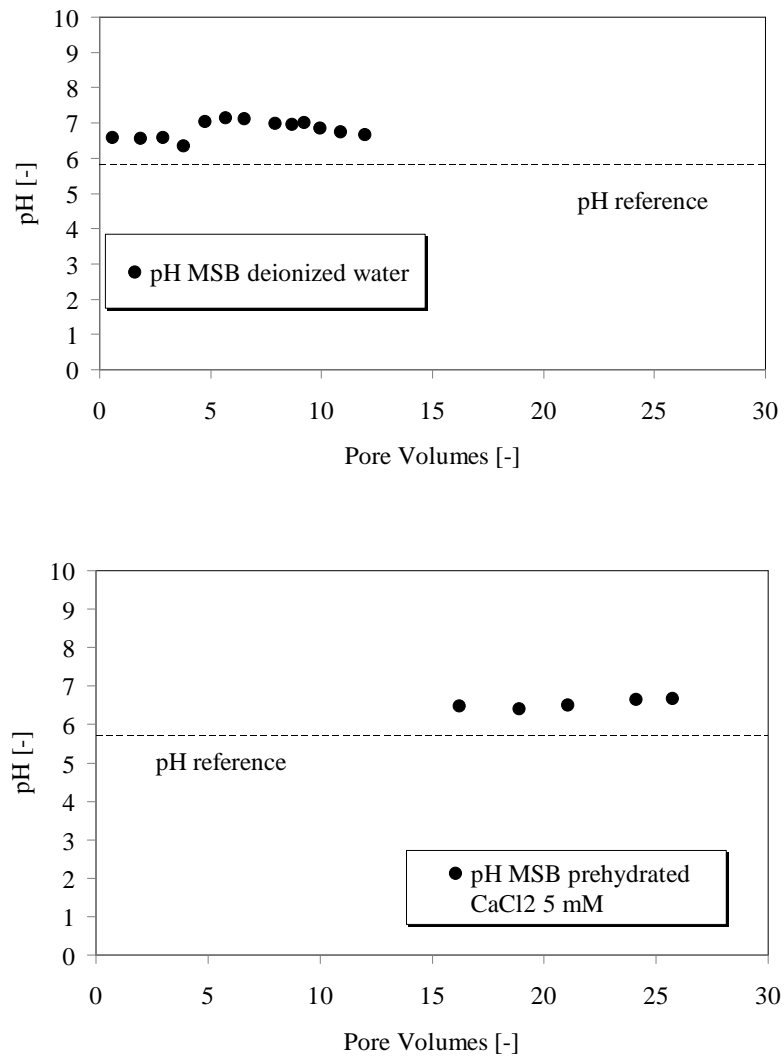 10
9
8
7
6
5
4
3
2
1
0
pH [-]
pH reference
pH MSB deionized water
0 5 10 15 20 25 30
Pore Volumes [-]
10
9
8
7
6
5
4
3
2
1
0
pH [-]
pH reference
pH MSB prehydrated
CaCl2 5 mM
0 5 10 15 20 25 30
Pore Volumes [-]